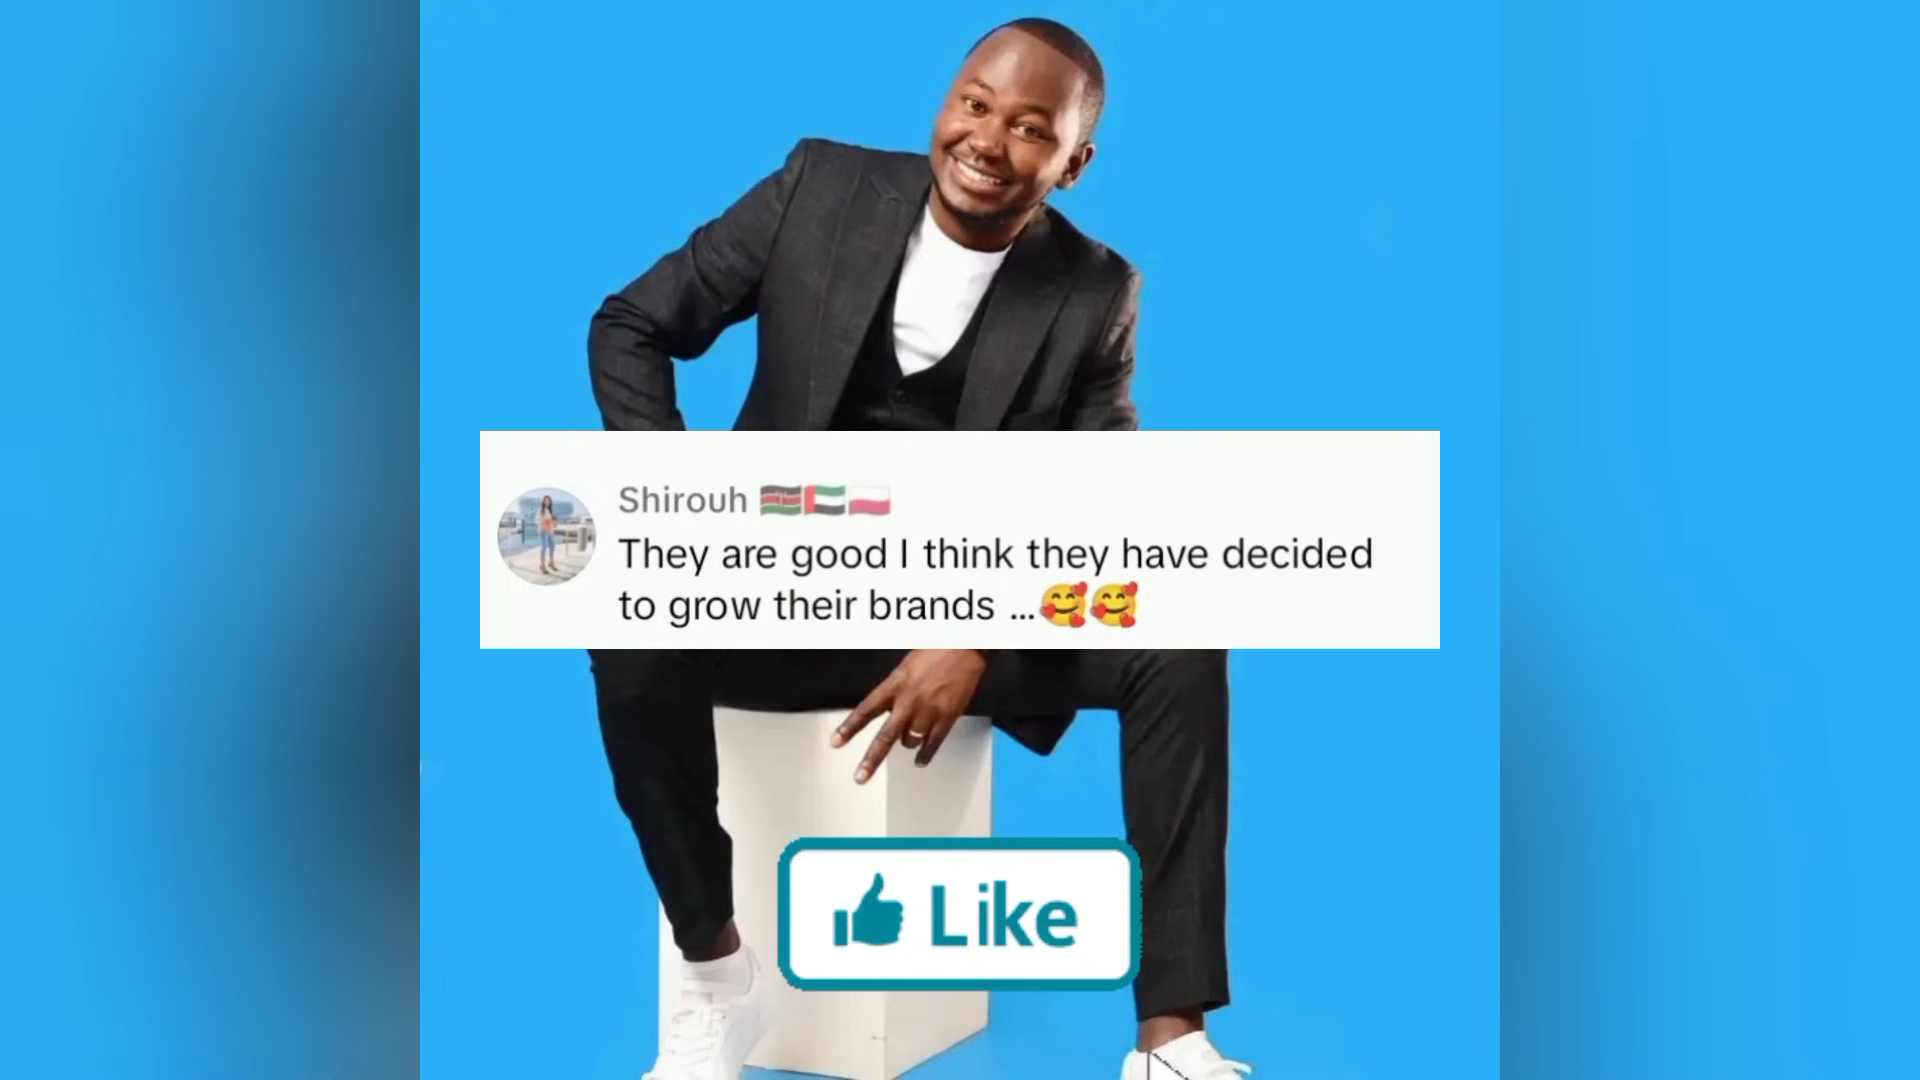 Shirouh 🇰🇪🇦🇪🇵🇱
They are good I think they have decided
to grow their brands ...🥰🥰
Like